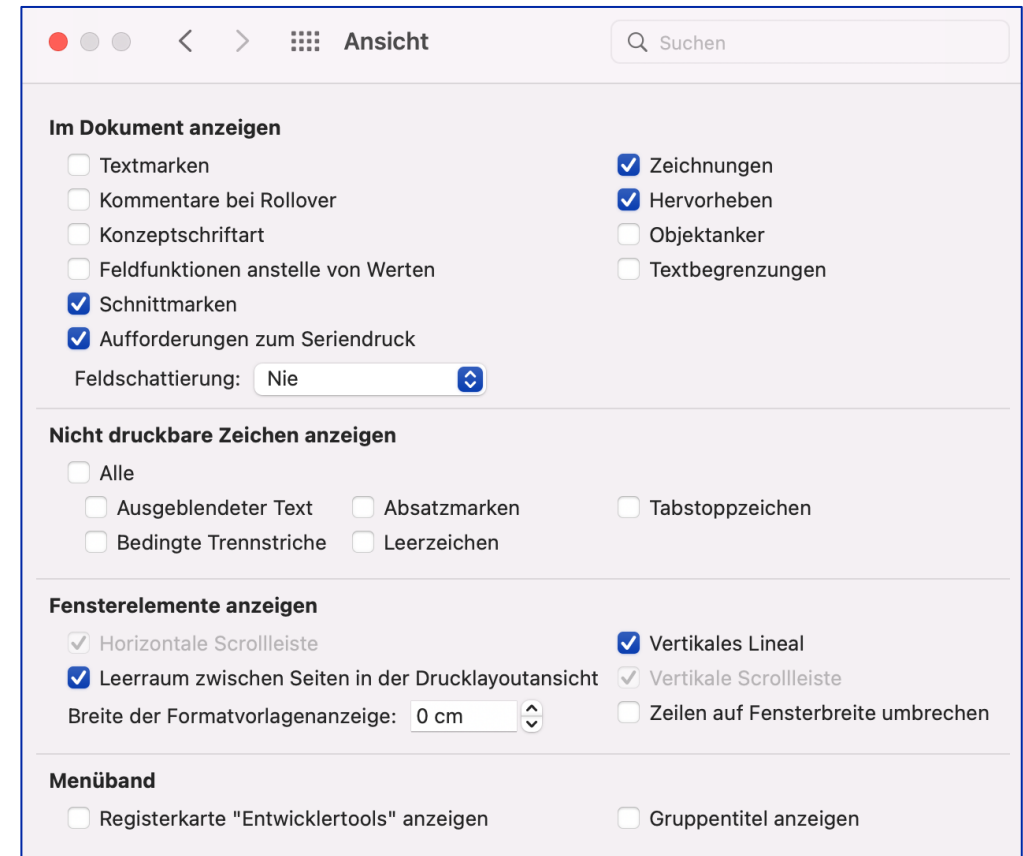 Ansicht
Suchen
Im Dokument anzeigen
Textmarken
Zeichnungen
Kommentare bei Rollover
Hervorheben
Konzeptschriftart
Objektanker
Feldfunktionen anstelle von Werten
Textbegrenzungen
Schnittmarken
Aufforderungen zum Seriendruck
Feldschattierung: Nie
Nicht druckbare Zeichen anzeigen
Alle
Ausgeblendeter Text
Absatzmarken
Tabstoppzeichen
Bedingte Trennstriche
Leerzeichen
Fensterelemente anzeigen
Horizontale Scrollleiste
Vertikales Lineal
Leerraum zwischen Seiten in der Drucklayoutansicht
Vertikale Scrollleiste
Breite der Formatvorlagenanzeige: 0 cm
Zeilen auf Fensterbreite umbrechen
Menüband
Registerkarte "Entwicklertools" anzeigen
Gruppentitel anzeigen